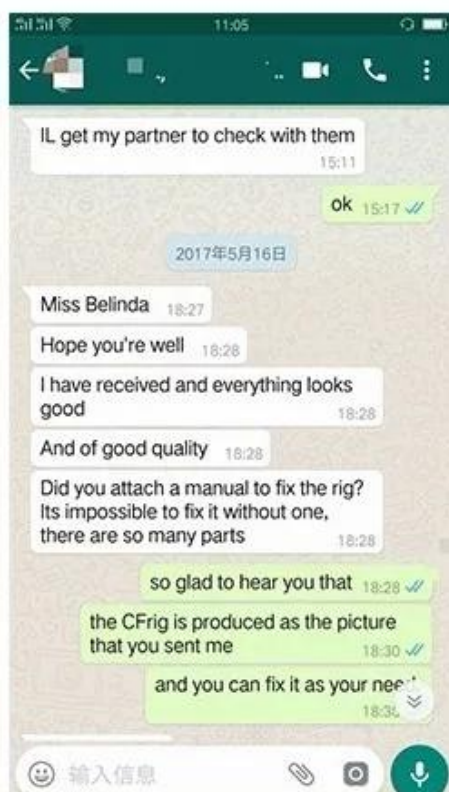 11:05
IL get my partner to check with them
15:11
ok 15:17
2017年5月16日
Miss Belinda 18:27
Hope you're well 18:28
I have received and everything looks
good
18:28
And of good quality 18:28
Did you attach a manual to fix the rig?
Its impossible to fix it without one,
there are so many parts
18:28
so glad to hear you that 18:28
the CFrig is produced as the picture
that you sent me
18:30
and you can fix it as your need
18:30
输入信息